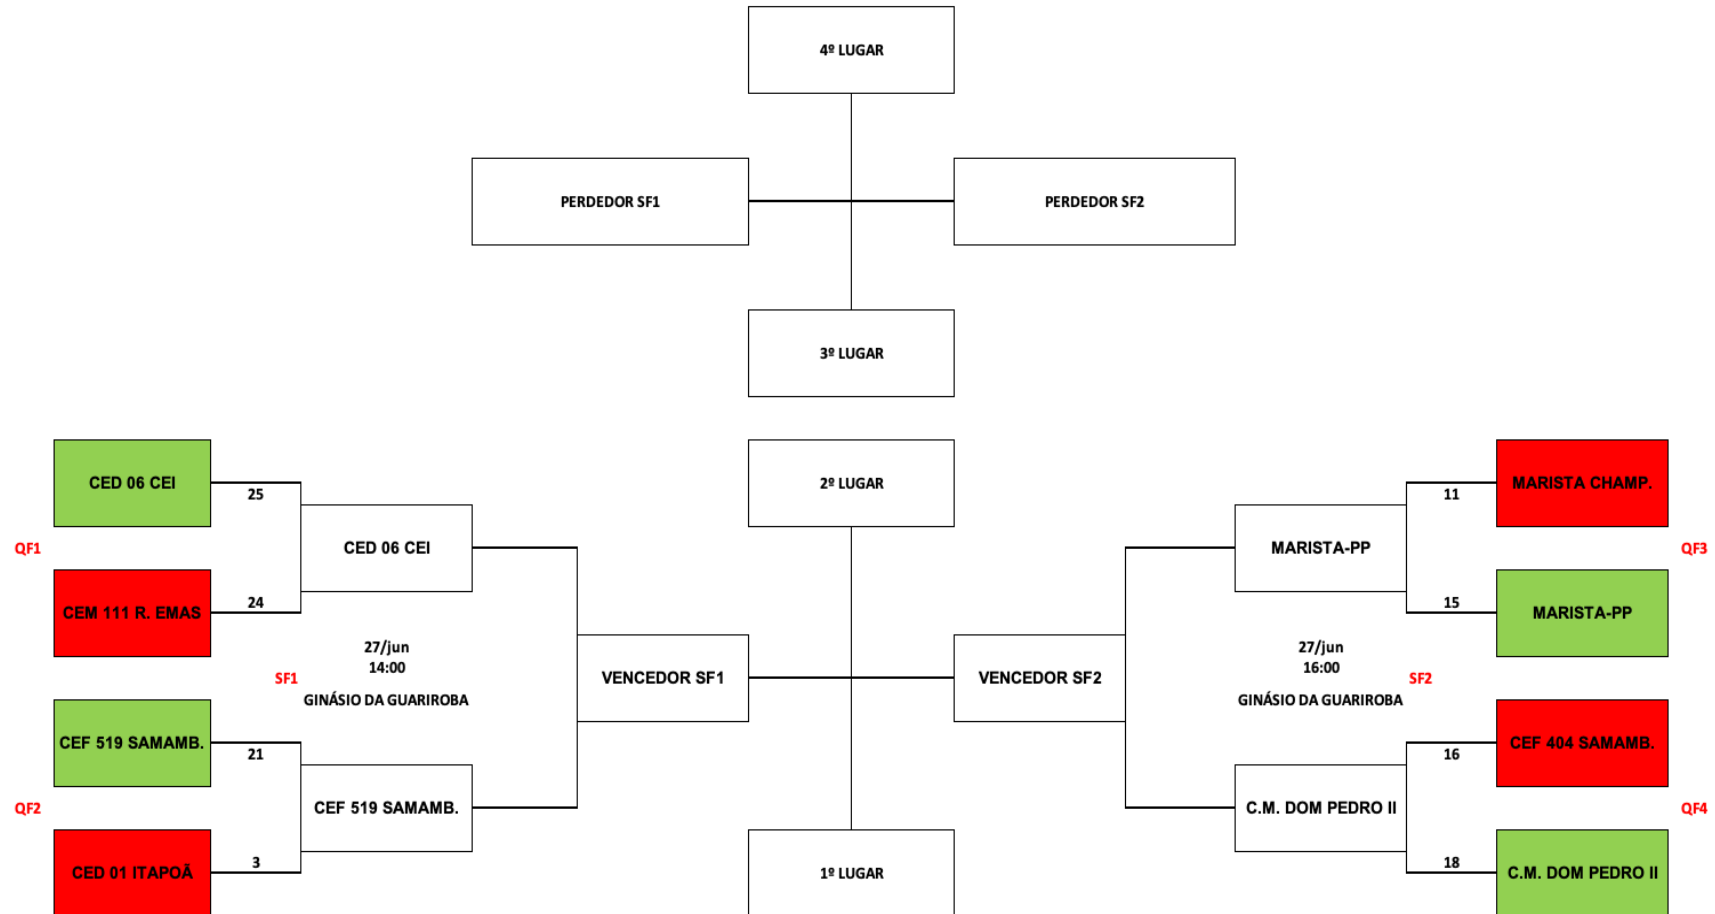 4º LUGAR
PERDEDOR SF1
PERDEDOR SF2
3º LUGAR
CED 06 CEI
25
2º LUGAR
11
MARISTA CHAMP.
QF1
CED 06 CEI
MARISTA-PP
QF3
CEM 111 R. EMAS
24
15
MARISTA-PP
27/jun
14:00
SF1
GINÁSIO DA GUARIROBA
VENCEDOR SF1
VENCEDOR SF2
27/jun
16:00
SF2
GINÁSIO DA GUARIROBA
CEF 519 SAMAMB.
21
16
CEF 404 SAMAMB.
QF2
CEF 519 SAMAMB.
C.M. DOM PEDRO II
QF4
CED 01 ITAPOÃ
3
1º LUGAR
18
C.M. DOM PEDRO II